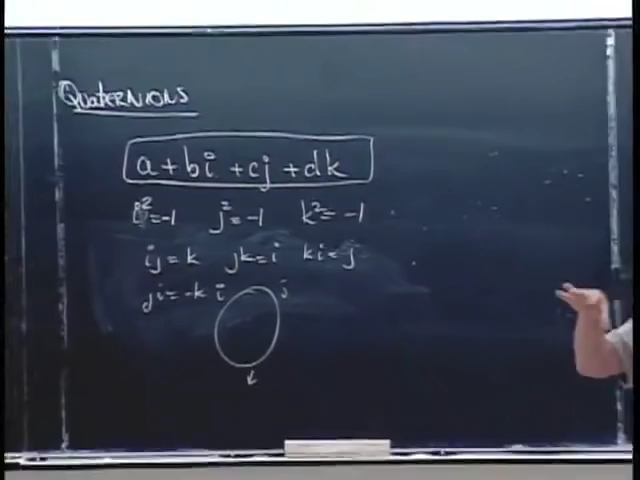 QUATERNIONS
a + bi + cj + dk
i² = -1 j² = -1 k² = -1
ij = k jk = i ki = j
ji = -k i j
k